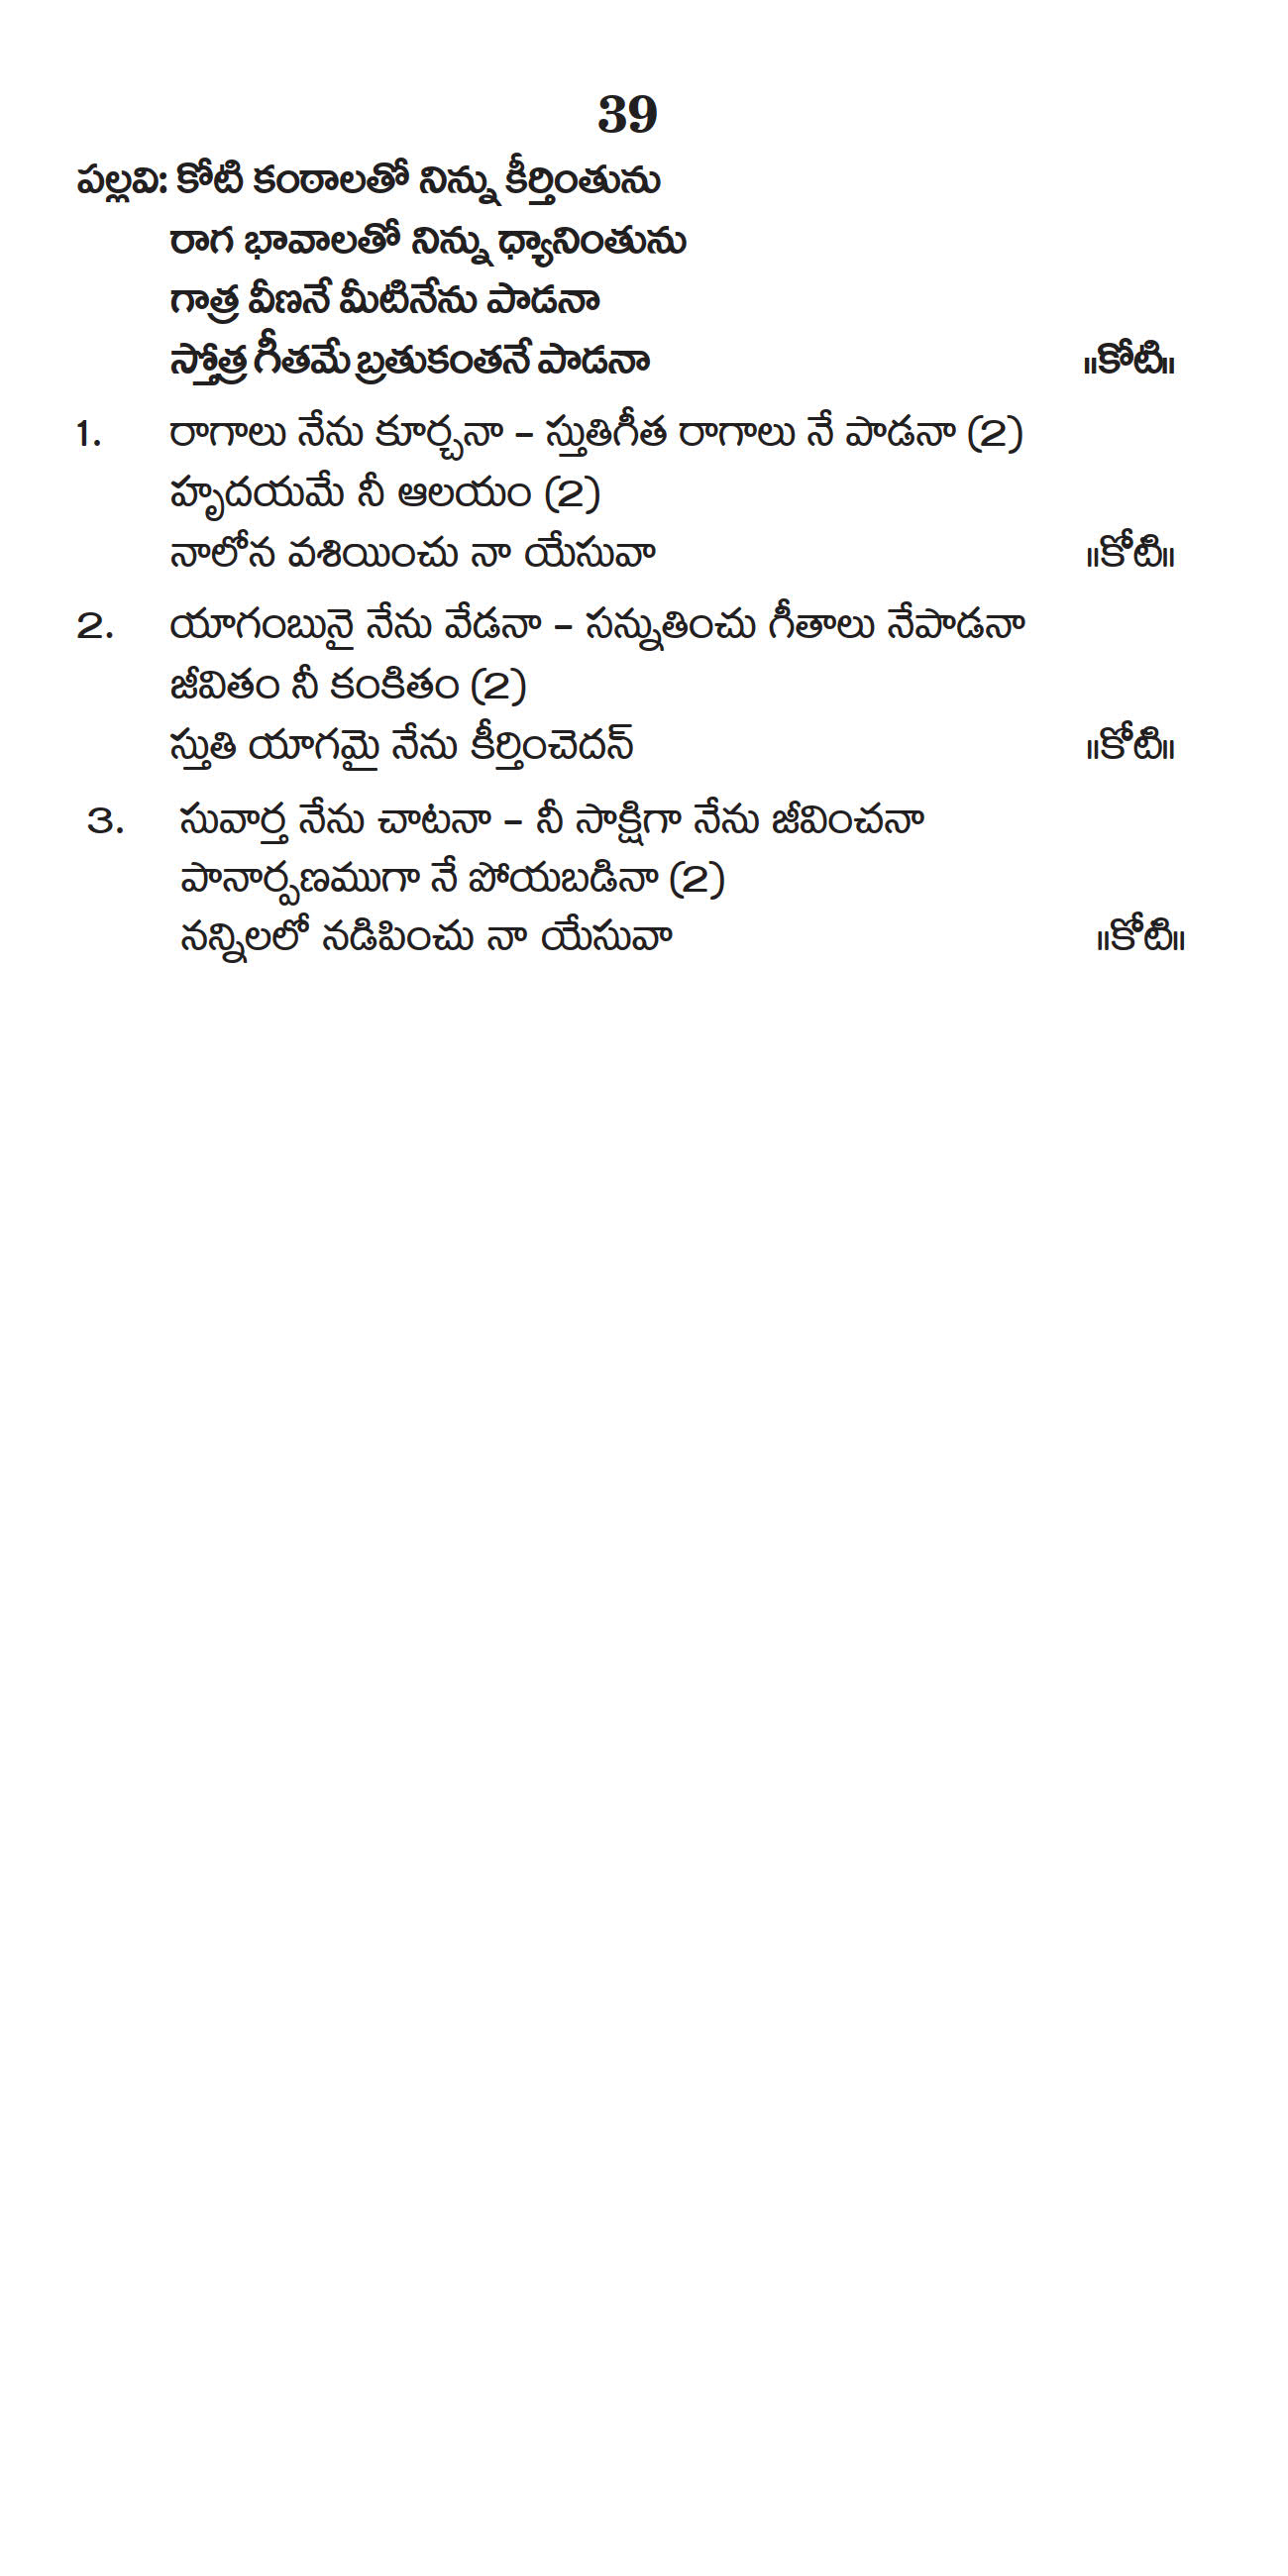 39
పల్లవి: కోటి కంఠాలతో నిన్ను కీర్తింతును
రాగ భావాలతో నిన్ను ధ్యానింతును
గాత్ర వీణనే మీటినేను పాడనా
స్తోత్ర గీతమే బ్రతుకంతనే పాడనా ॥కోటి॥
1. రాగాలు నేను కూర్చనా – స్తుతిగీత రాగాలు నే పాడనా (2)
హృదయమే నీ ఆలయం (2)
నాలోన వశియించు నా యేసువా ॥కోటి॥
2. యాగంబునై నేను వేడనా – సన్నుతించు గీతాలు నేపాడనా
జీవితం నీ కంకితం (2)
స్తుతి యాగమై నేను కీర్తించెదన్ ॥కోటి॥
3. సువార్త నేను చాటనా – నీ సాక్షిగా నేను జీవించనా
పానార్పణముగా నే పోయబడినా (2)
నన్నిలలో నడిపించు నా యేసువా ॥కోటి॥